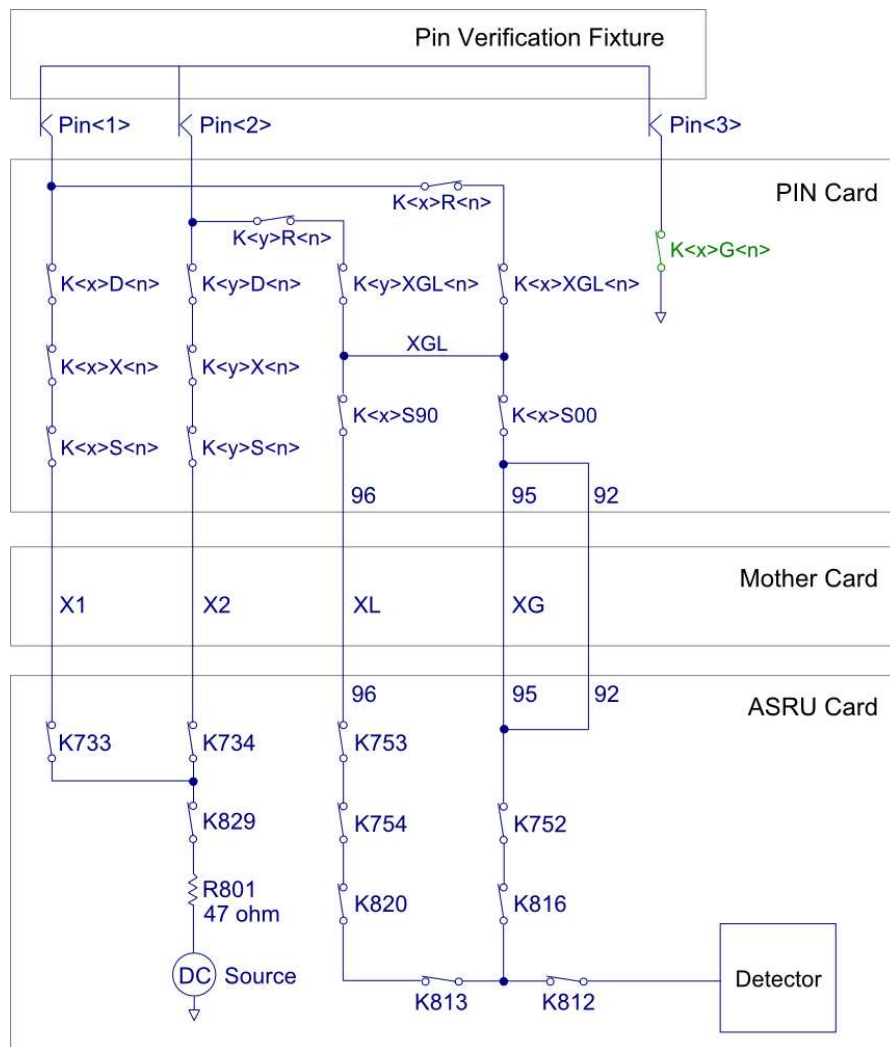 Pin Verification Fixture
Pin<1>
Pin<2>
Pin<3>
PIN Card
K<x>R<n>
K<y>R<n>
K<x>G<n>
K<x>D<n>
K<y>D<n>
K<y>XGL<n>
K<x>XGL<n>
XGL
K<x>X<n>
K<y>X<n>
K<x>S90
K<x>S00
K<x>S<n>
K<y>S<n>
96
95
92
Mother Card
X1
X2
XL
XG
96
95
92
ASRU Card
K733
K734
K753
K829
K754
K752
R801
47 ohm
K820
K816
DC
Source
Detector
K813
K812